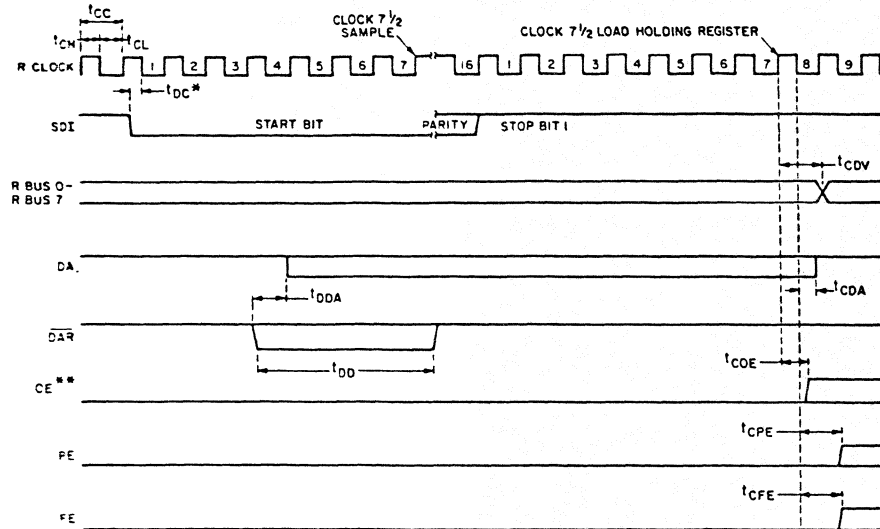 tCC
CLOCK 7 1/2 SAMPLE
CLOCK 7 1/2 LOAD HOLDING REGISTER
tCH
tCL
R CLOCK
1 2 3 4 5 6 7 16 1 2 3 4 5 6 7 8 9
tDC*
SDI
START BIT
PARITY
STOP BIT 1
tCDV
R BUS 0-
R BUS 7
DA
tDDA
tCDA
DAR
tDD
tCOE
CE**
tCPE
PE
tCFE
FE